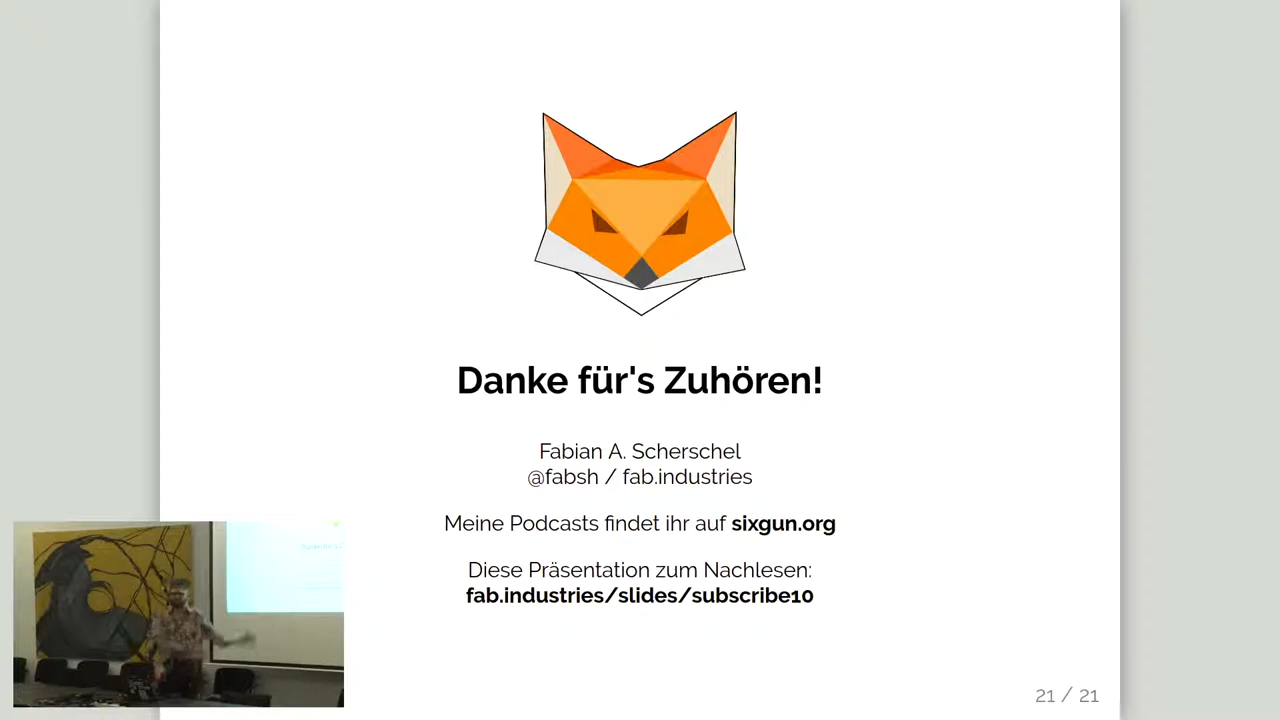 Danke für's Zuhören!
Fabian A. Scherschel
@fabsh / fab.industries
Meine Podcasts findet ihr auf sixgun.org
Diese Präsentation zum Nachlesen:
fab.industries/slides/subscribe10
21 / 21